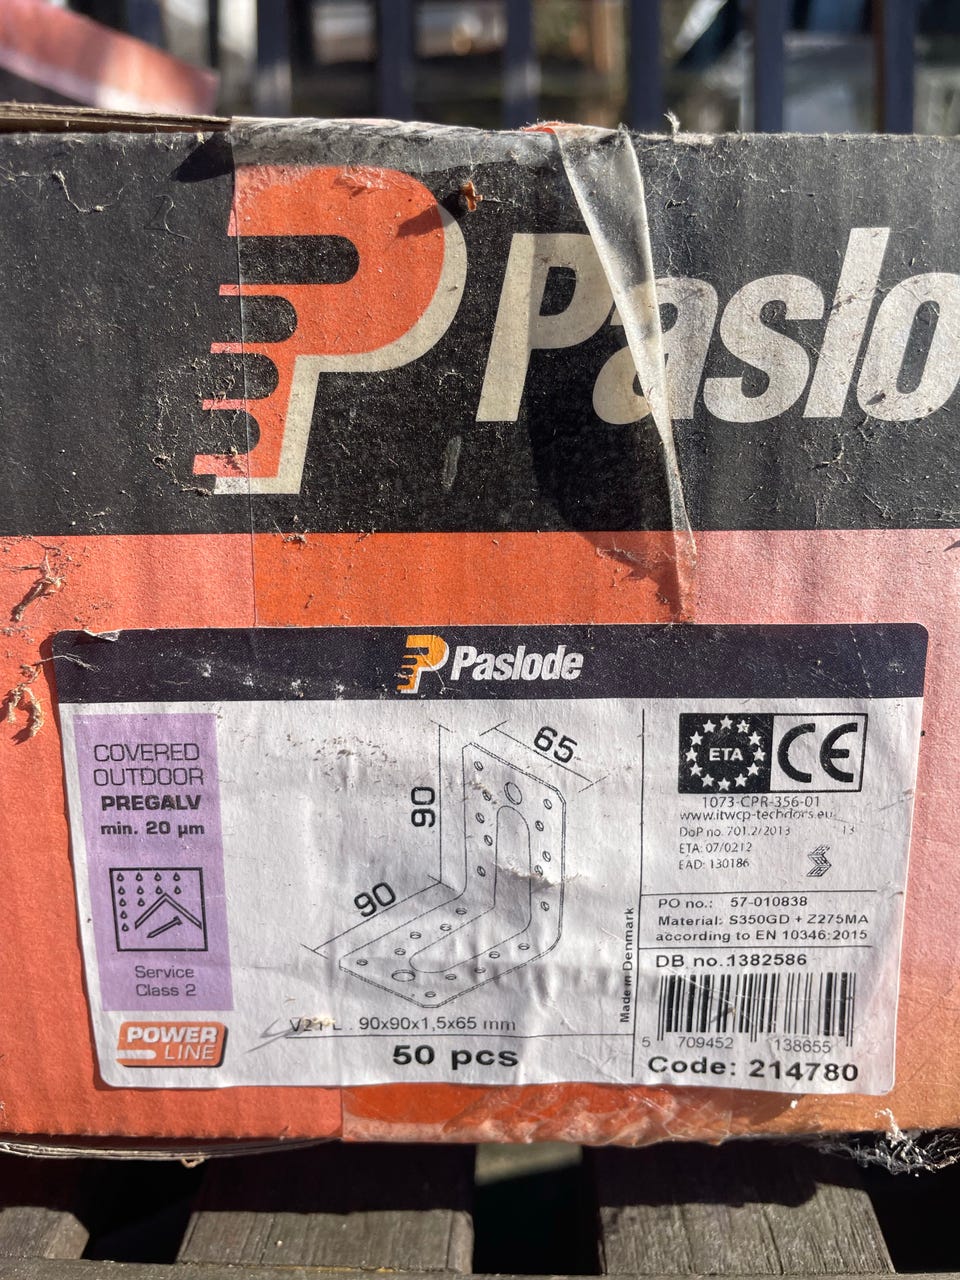 Paslo
Paslode
COVERED
OUTDOOR
PREGALV
min. 20 µm
Service
Class 2
POWER
LINE
65
90
90
90x90x1,5x65 mm
50 pcs
Made in Denmark
ETA
CE
1073-CPR-356-01
www.itwcp-techdocs.eu
DoP no. 701.2/2013 13
ETA: 07/0212
EAD: 130186
PO no.: 57-010838
Material: S350GD + Z275MA
according to EN 10346:2015
DB no.1382586
5 709452 138655
Code: 214780